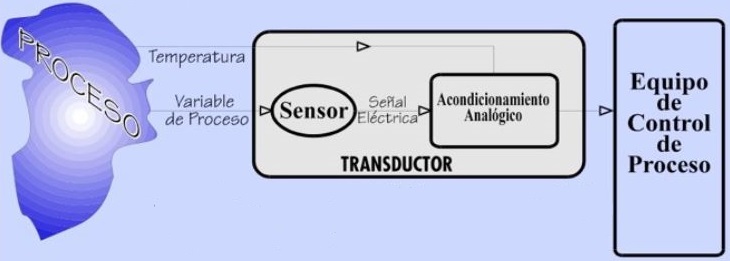 PROCESO
Temperatura
Variable
de Proceso
Sensor
Señal
Eléctrica
Acondicionamiento
Analógico
TRANSDUCTOR
Equipo
de
Control
de
Proceso